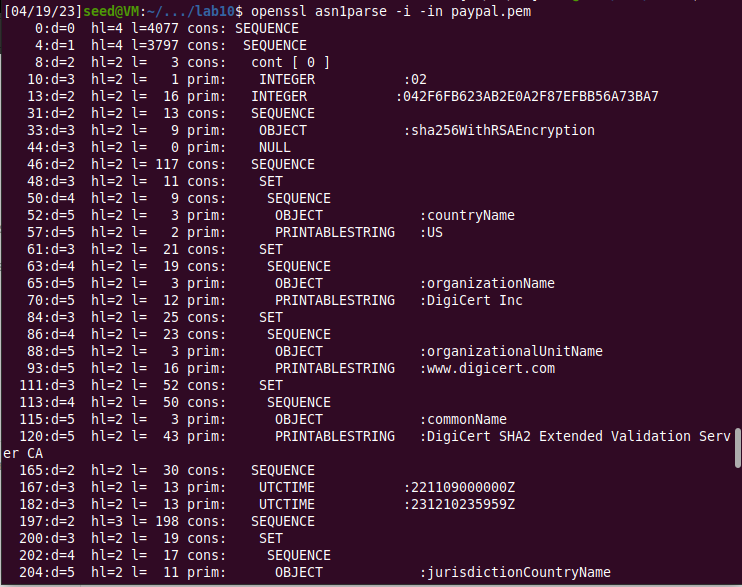 [04/19/23]seed@VM:~/.../lab10$ openssl asn1parse -i -in paypal.pem
    0:d=0  hl=4 l=4077 cons: SEQUENCE
    4:d=1  hl=4 l=3797 cons:  SEQUENCE
    8:d=2  hl=2 l=   3 cons:   cont [ 0 ]
   10:d=3  hl=2 l=   1 prim:    INTEGER           :02
   13:d=2  hl=2 l=  16 prim:   INTEGER           :042F6FB623AB2E0A2F87EFBB56A73BA7
   31:d=2  hl=2 l=  13 cons:   SEQUENCE
   33:d=3  hl=2 l=   9 prim:    OBJECT            :sha256WithRSAEncryption
   44:d=3  hl=2 l=   0 prim:    NULL
   46:d=2  hl=2 l= 117 cons:   SEQUENCE
   48:d=3  hl=2 l=  11 cons:    SET
   50:d=4  hl=2 l=   9 cons:     SEQUENCE
   52:d=5  hl=2 l=   3 prim:      OBJECT            :countryName
   57:d=5  hl=2 l=   2 prim:      PRINTABLESTRING   :US
   61:d=3  hl=2 l=  21 cons:    SET
   63:d=4  hl=2 l=  19 cons:     SEQUENCE
   65:d=5  hl=2 l=   3 prim:      OBJECT            :organizationName
   70:d=5  hl=2 l=  12 prim:      PRINTABLESTRING   :DigiCert Inc
   84:d=3  hl=2 l=  25 cons:    SET
   86:d=4  hl=2 l=  23 cons:     SEQUENCE
   88:d=5  hl=2 l=   3 prim:      OBJECT            :organizationalUnitName
   93:d=5  hl=2 l=  16 prim:      PRINTABLESTRING   :www.digicert.com
  111:d=3  hl=2 l=  52 cons:    SET
  113:d=4  hl=2 l=  50 cons:     SEQUENCE
  115:d=5  hl=2 l=   3 prim:      OBJECT            :commonName
  120:d=5  hl=2 l=  43 prim:      PRINTABLESTRING   :DigiCert SHA2 Extended Validation Serv
er CA
  165:d=2  hl=2 l=  30 cons:   SEQUENCE
  167:d=3  hl=2 l=  13 prim:    UTCTIME           :221109000000Z
  182:d=3  hl=2 l=  13 prim:    UTCTIME           :231210235959Z
  197:d=2  hl=3 l= 198 cons:   SEQUENCE
  200:d=3  hl=2 l=  19 cons:    SET
  202:d=4  hl=2 l=  17 cons:     SEQUENCE
  204:d=5  hl=2 l=  11 prim:      OBJECT            :jurisdictionCountryName